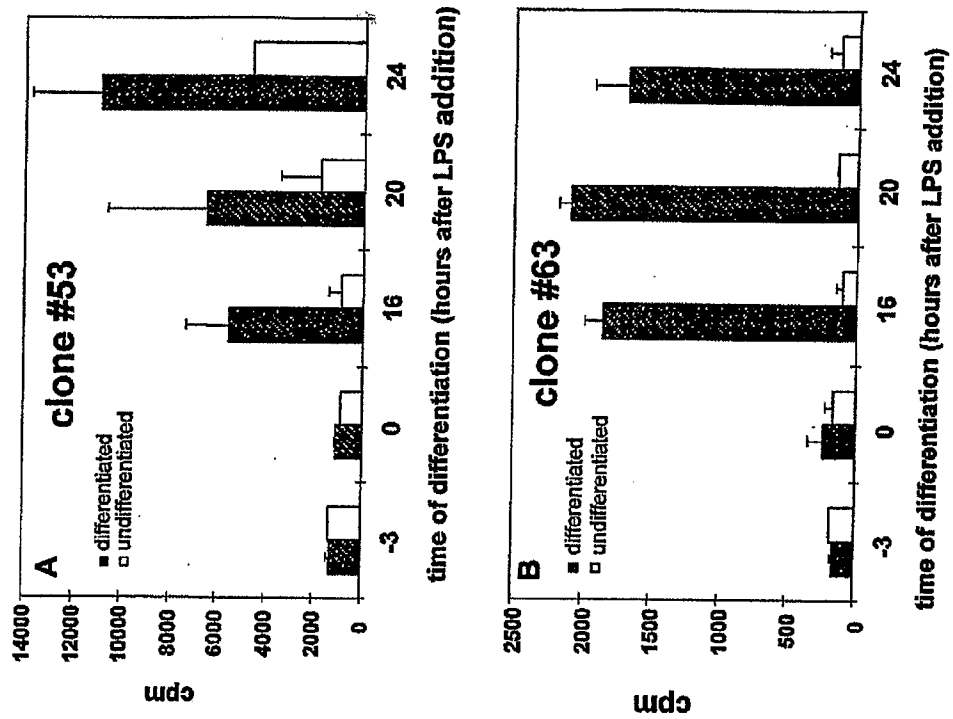 A
clone #53
differentiated
undifferentiated
14000
12000
10000
8000
6000
4000
2000
0
cpm
-3
0
16
20
24
time of differentiation (hours after LPS addition)
B
clone #63
differentiated
undifferentiated
2500
2000
1500
1000
500
0
cpm
-3
0
16
20
24
time of differentiation (hours after LPS addition)